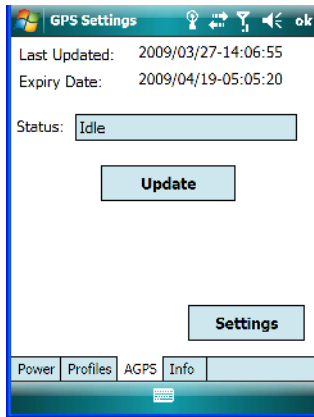 GPS Settings ok
Last Updated: 2009/03/27-14:06:55
Expiry Date: 2009/04/19-05:05:20
Status: Idle
Update
Settings
Power Profiles AGPS Info